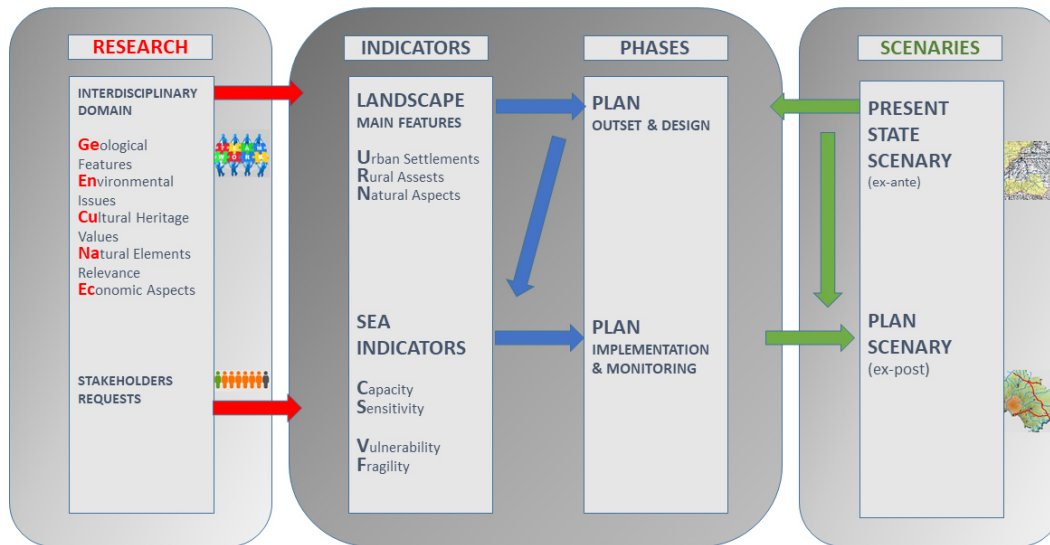 RESEARCH
INTERDISCIPLINARY
DOMAIN
Geological
Features
Environmental
Issues
Cultural Heritage
Values
Natural Elements
Relevance
Economic Aspects
STAKEHOLDERS
REQUESTS
INDICATORS
LANDSCAPE
MAIN FEATURES
Urban Settlements
Rural Assests
Natural Aspects
SEA
INDICATORS
Capacity
Sensitivity
Vulnerability
Fragility
PHASES
PLAN
OUTSET & DESIGN
PLAN
IMPLEMENTATION
& MONITORING
SCENARIES
PRESENT
STATE
SCENARY
(ex-ante)
PLAN
SCENARY
(ex-post)